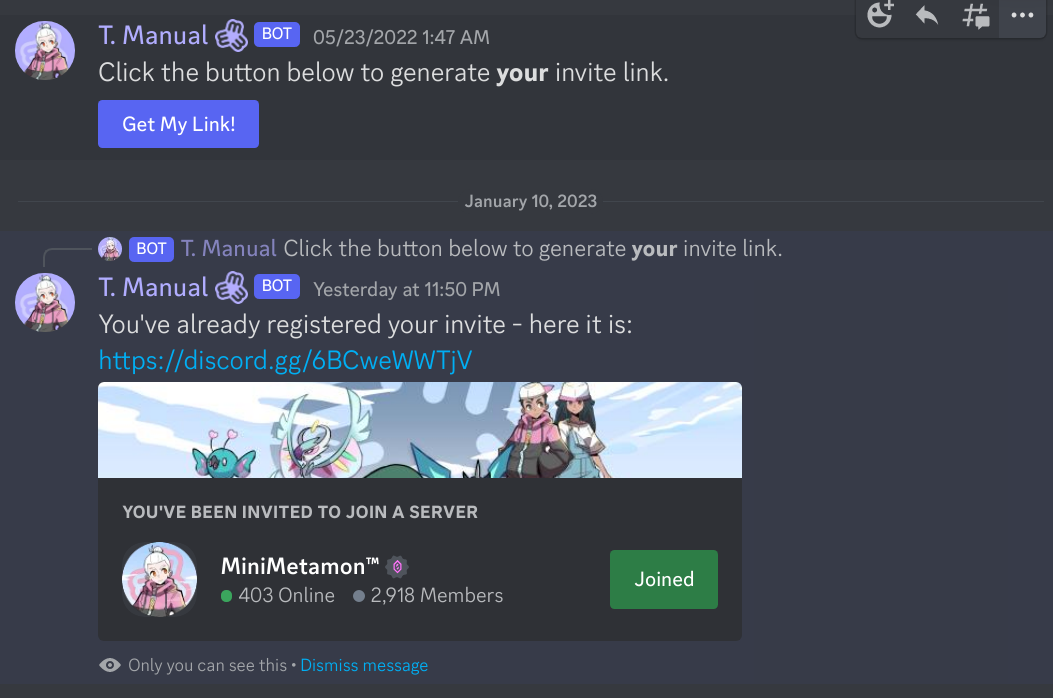 T. Manual BOT 05/23/2022 1:47 AM
Click the button below to generate your invite link.
Get My Link!
January 10, 2023
BOT T. Manual Click the button below to generate your invite link.
T. Manual BOT Yesterday at 11:50 PM
You've already registered your invite - here it is:
https://discord.gg/6BCweWWTjV
YOU'VE BEEN INVITED TO JOIN A SERVER
MiniMetamon™
403 Online 2,918 Members
Joined
Only you can see this • Dismiss message